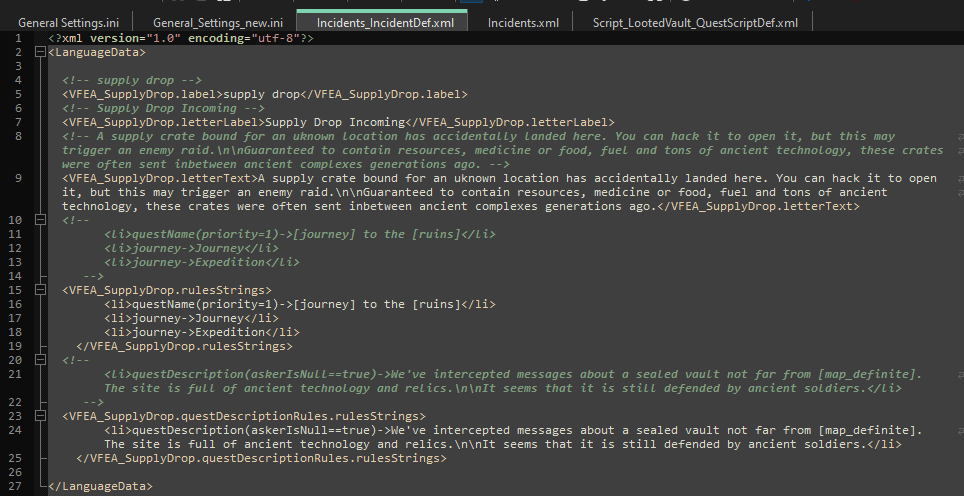 General Settings.ini General_Settings_new.ini Incidents_IncidentDef.xml Incidents.xml Script_LootedVault_QuestScriptDef.xml
1 <?xml version="1.0" encoding="utf-8"?>
2 <LanguageData>
3
4 <!-- supply drop -->
5 <VFEA_SupplyDrop.label>supply drop</VFEA_SupplyDrop.label>
6 <!-- Supply Drop Incoming -->
7 <VFEA_SupplyDrop.letterLabel>Supply Drop Incoming</VFEA_SupplyDrop.letterLabel>
8 <!-- A supply crate bound for an uknown location has accidentally landed here. You can hack it to open it, but this may
trigger an enemy raid.\n\nGuaranteed to contain resources, medicine or food, fuel and tons of ancient technology, these crates
were often sent inbetween ancient complexes generations ago. -->
9 <VFEA_SupplyDrop.letterText>A supply crate bound for an uknown location has accidentally landed here. You can hack it to open
it, but this may trigger an enemy raid.\n\nGuaranteed to contain resources, medicine or food, fuel and tons of ancient
technology, these crates were often sent inbetween ancient complexes generations ago.</VFEA_SupplyDrop.letterText>
10 <!--
11 <li>questName(priority=1)->[journey] to the [ruins]</li>
12 <li>journey->Journey</li>
13 <li>journey->Expedition</li>
14 -->
15 <VFEA_SupplyDrop.rulesStrings>
16 <li>questName(priority=1)->[journey] to the [ruins]</li>
17 <li>journey->Journey</li>
18 <li>journey->Expedition</li>
19 </VFEA_SupplyDrop.rulesStrings>
20 <!--
21 <li>questDescription(askerIsNull==true)->We've intercepted messages about a sealed vault not far from [map_definite].
The site is full of ancient technology and relics.\n\nIt seems that it is still defended by ancient soldiers.</li>
22 -->
23 <VFEA_SupplyDrop.questDescriptionRules.rulesStrings>
24 <li>questDescription(askerIsNull==true)->We've intercepted messages about a sealed vault not far from [map_definite].
The site is full of ancient technology and relics.\n\nIt seems that it is still defended by ancient soldiers.</li>
25 </VFEA_SupplyDrop.questDescriptionRules.rulesStrings>
26
27 </LanguageData>